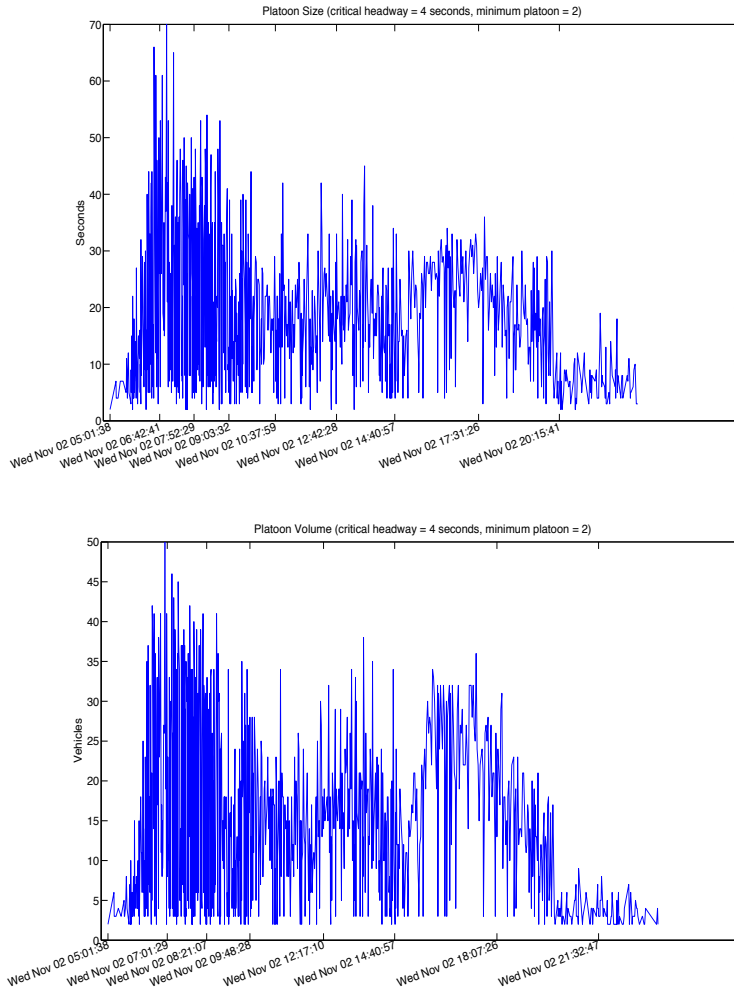 Platoon Size (critical headway = 4 seconds, minimum platoon = 2)
70
60
50
40
30
20
10
0
Seconds
Wed Nov 02 05:01:38
Wed Nov 02 06:42:41
Wed Nov 02 07:52:29
Wed Nov 02 09:03:32
Wed Nov 02 10:37:59
Wed Nov 02 12:42:28
Wed Nov 02 14:40:57
Wed Nov 02 17:31:26
Wed Nov 02 20:15:41
Platoon Volume (critical headway = 4 seconds, minimum platoon = 2)
50
45
40
35
30
25
20
15
10
5
0
Vehicles
Wed Nov 02 05:01:38
Wed Nov 02 07:01:29
Wed Nov 02 08:21:07
Wed Nov 02 09:48:28
Wed Nov 02 12:17:10
Wed Nov 02 14:40:57
Wed Nov 02 18:07:26
Wed Nov 02 21:32:47